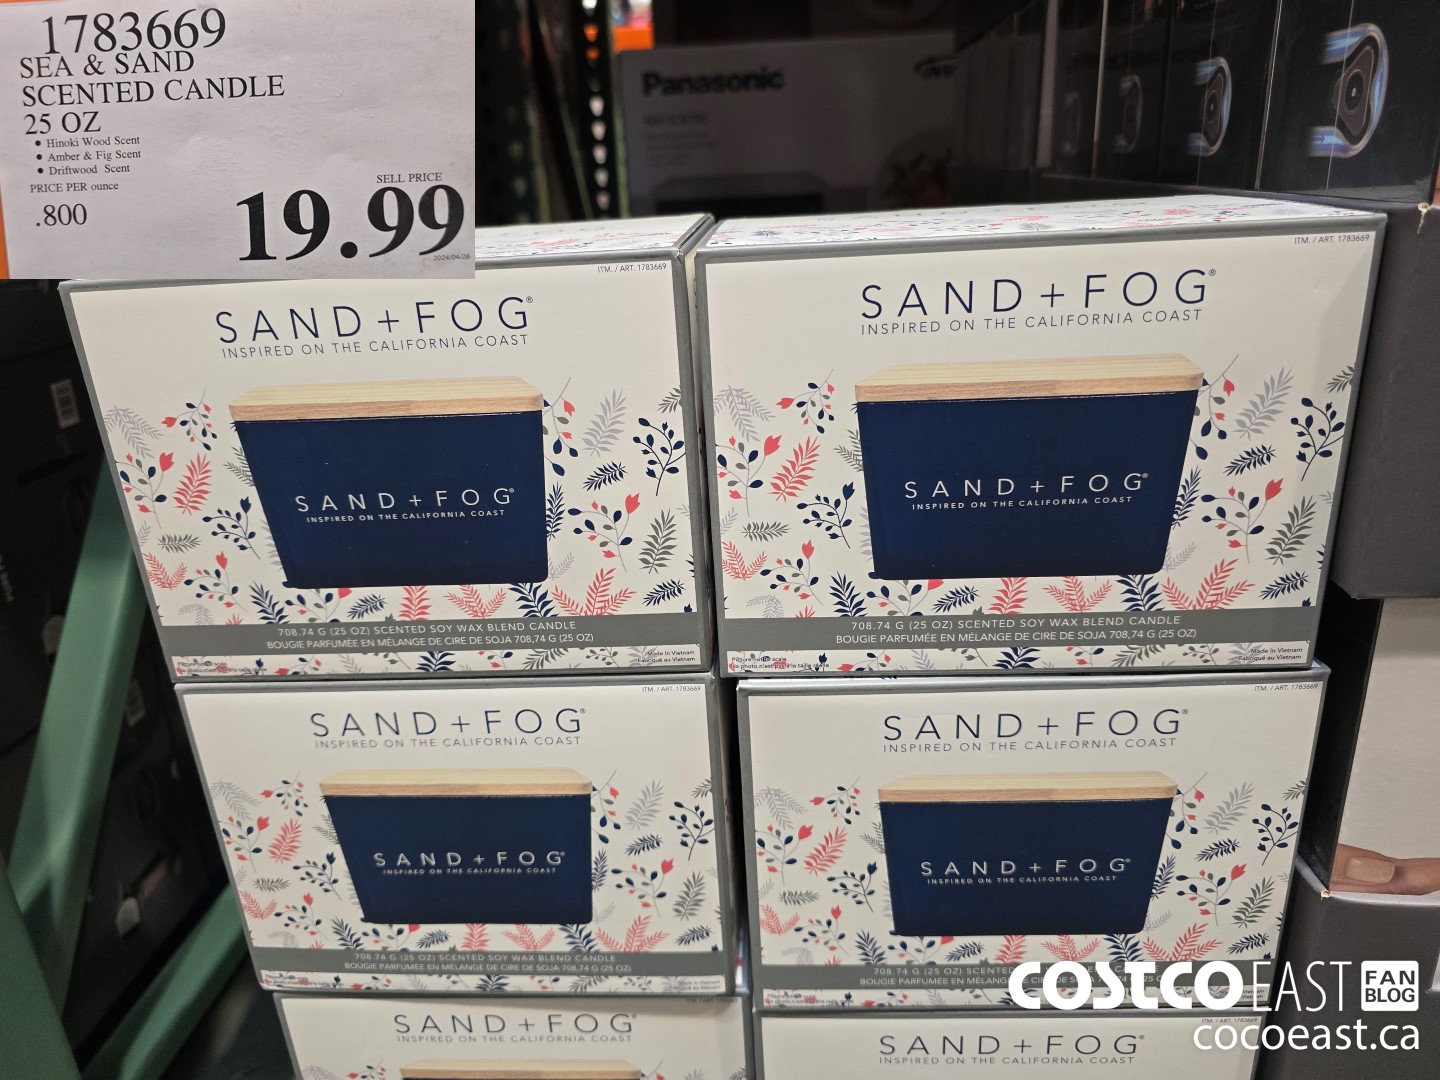 1783669
SEA & SAND
SCENTED CANDLE
25 OZ
• Hinoki Wood Scent
• Amber & Fig Scent
• Driftwood Scent
PRICE PER ounce
.800
SELL PRICE
19.99
2024/04/26
Panasonic
ITM. / ART. 1783669
SAND + FOG®
INSPIRED ON THE CALIFORNIA COAST
SAND + FOG®
INSPIRED ON THE CALIFORNIA COAST
708.74 G (25 OZ) SCENTED SOY WAX BLEND CANDLE
BOUGIE PARFUMÉE EN MÉLANGE DE CIRE DE SOJA 708,74 G (25 OZ)
Made in Vietnam
Fabriqué au Vietnam
ITM. / ART. 1783669
SAND + FOG®
INSPIRED ON THE CALIFORNIA COAST
SAND + FOG®
INSPIRED ON THE CALIFORNIA COAST
708.74 G (25 OZ) SCENTED SOY WAX BLEND CANDLE
BOUGIE PARFUMÉE EN MÉLANGE DE CIRE DE SOJA 708,74 G (25 OZ)
Made in Vietnam
Fabriqué au Vietnam
ITM. / ART. 1783669
SAND + FOG®
INSPIRED ON THE CALIFORNIA COAST
SAND + FOG®
INSPIRED ON THE CALIFORNIA COAST
708.74 G (25 OZ) SCENTED SOY WAX BLEND CANDLE
BOUGIE PARFUMÉE EN MÉLANGE DE CIRE DE SOJA 708,74 G (25 OZ)
ITM. / ART. 1783669
SAND + FOG®
INSPIRED ON THE CALIFORNIA COAST
SAND + FOG®
INSPIRED ON THE CALIFORNIA COAST
708.74 G (25 OZ) SCENTED
BOUGIE PARFUMÉE EN MÉLANGE
SAND + FOG®
INSPIRED ON THE CALIFORNIA COAST
ITM. / ART. 1783669
SAND + FOG®
INSPIRED ON THE CALIFORNIA COAST
COSTCO EAST FAN BLOG
cocoeast.ca